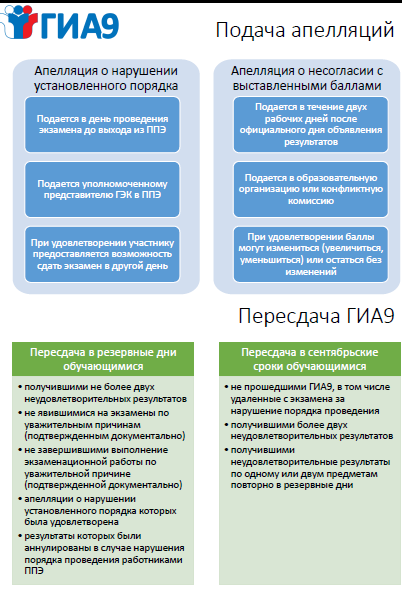 ГИА9
Подача апелляций
Апелляция о нарушении
установленного порядка
Подается в день проведения
экзамена до выхода из ППЭ
Подается уполномоченному
представителю ГЭК в ППЭ
При удовлетворении участнику
предоставляется возможность
сдать экзамен в другой день
Апелляция о несогласии с
выставленными баллами
Подается в течение двух
рабочих дней после
официального дня объявления
результатов
Подается в образовательную
организацию или конфликтную
комиссию
При удовлетворении баллы
могут измениться (увеличиться,
уменьшиться) или остаться без
изменений
Пересдача ГИА9
Пересдача в резервные дни
обучающимися
• получившими не более двух
неудовлетворительных результатов
• не явившимися на экзамены по
уважительным причинам
(подтвержденным документально)
• не завершившими выполнение
экзаменационной работы по
уважительной причине
(подтвержденной документально)
• апелляции о нарушении
установленного порядка которых
была удовлетворена
• результаты которых были
аннулированы в случае нарушения
порядка проведения работниками
ППЭ
Пересдача в сентябрьские
сроки обучающимися
• не прошедшими ГИА9, в том числе
удаленные с экзамена за
нарушение порядка проведения
• получившими более двух
неудовлетворительных результатов
• получившими
неудовлетворительные результаты
по одному или двум предметам
повторно в резервные дни